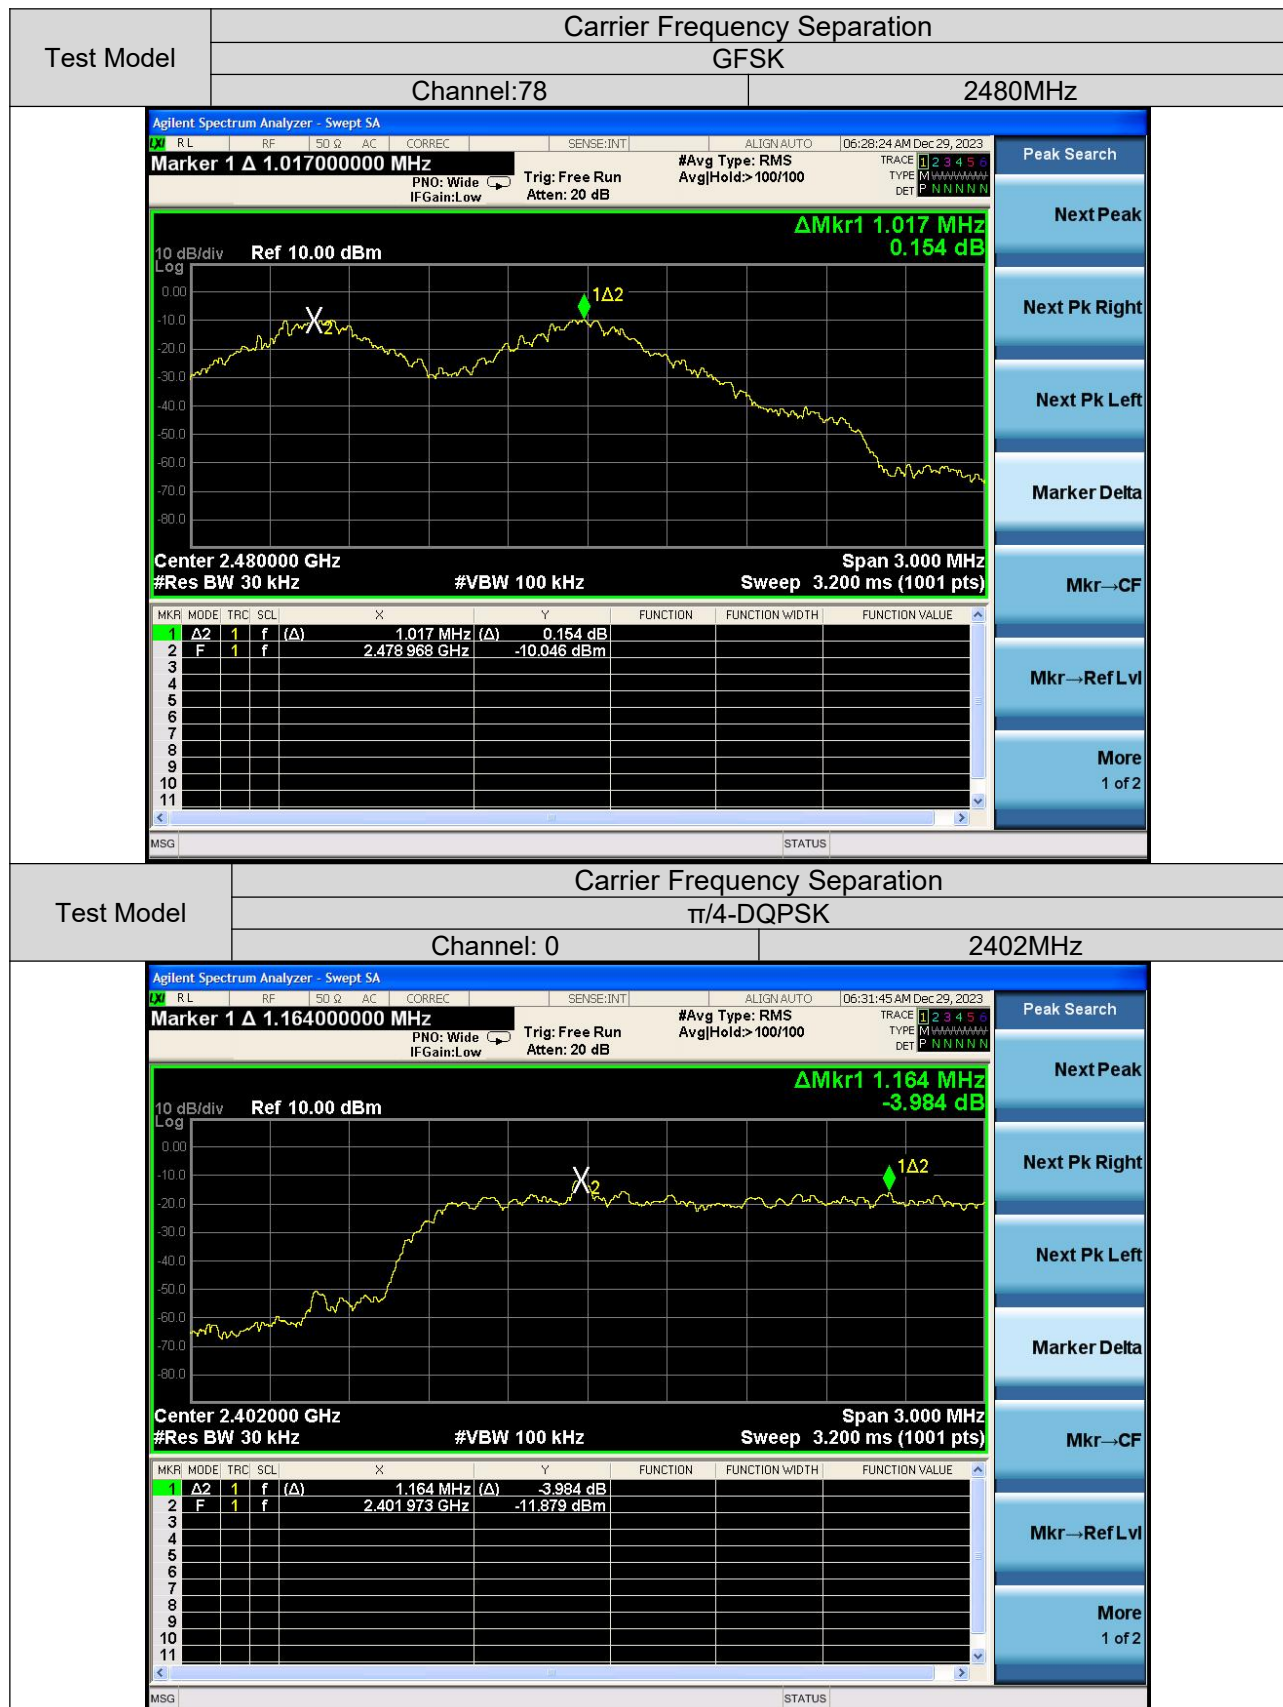 Test Model
Carrier Frequency Separation
GFSK
Channel:78 2480MHz
Agilent Spectrum Analyzer - Swept SA
LXI RL RF 50 Ω AC CORREC SENSE:INT ALIGN AUTO 06:28:24 AM Dec 29, 2023
Marker 1 Δ 1.017000000 MHz
PNO: Wide
IFGain:Low
Trig: Free Run
Atten: 20 dB
#Avg Type: RMS
Avg|Hold:>100/100
TRACE 1 2 3 4 5 6
TYPE M
DET P N N N N N
ΔMkr1 1.017 MHz
0.154 dB
10 dB/div Ref 10.00 dBm
Log
0.00
-10.0
-20.0
-30.0
-40.0
-50.0
-60.0
-70.0
-80.0
2
1Δ2
Center 2.480000 GHz Span 3.000 MHz
#Res BW 30 kHz #VBW 100 kHz Sweep 3.200 ms (1001 pts)
MKR MODE TRC SCL X Y FUNCTION FUNCTION WIDTH FUNCTION VALUE
1 Δ2 1 f (Δ) 1.017 MHz (Δ) 0.154 dB
2 F 1 f 2.478 968 GHz -10.046 dBm
3
4
5
6
7
8
9
10
11
MSG STATUS
Peak Search
Next Peak
Next Pk Right
Next Pk Left
Marker Delta
Mkr→CF
Mkr→Ref Lvl
More
1 of 2
Test Model
Carrier Frequency Separation
π/4-DQPSK
Channel: 0 2402MHz
Agilent Spectrum Analyzer - Swept SA
LXI RL RF 50 Ω AC CORREC SENSE:INT ALIGN AUTO 06:31:45 AM Dec 29, 2023
Marker 1 Δ 1.164000000 MHz
PNO: Wide
IFGain:Low
Trig: Free Run
Atten: 20 dB
#Avg Type: RMS
Avg|Hold:>100/100
TRACE 1 2 3 4 5 6
TYPE M
DET P N N N N N
ΔMkr1 1.164 MHz
-3.984 dB
10 dB/div Ref 10.00 dBm
Log
0.00
-10.0
-20.0
-30.0
-40.0
-50.0
-60.0
-70.0
-80.0
2
1Δ2
Center 2.402000 GHz Span 3.000 MHz
#Res BW 30 kHz #VBW 100 kHz Sweep 3.200 ms (1001 pts)
MKR MODE TRC SCL X Y FUNCTION FUNCTION WIDTH FUNCTION VALUE
1 Δ2 1 f (Δ) 1.164 MHz (Δ) -3.984 dB
2 F 1 f 2.401 973 GHz -11.879 dBm
3
4
5
6
7
8
9
10
11
MSG STATUS
Peak Search
Next Peak
Next Pk Right
Next Pk Left
Marker Delta
Mkr→CF
Mkr→Ref Lvl
More
1 of 2